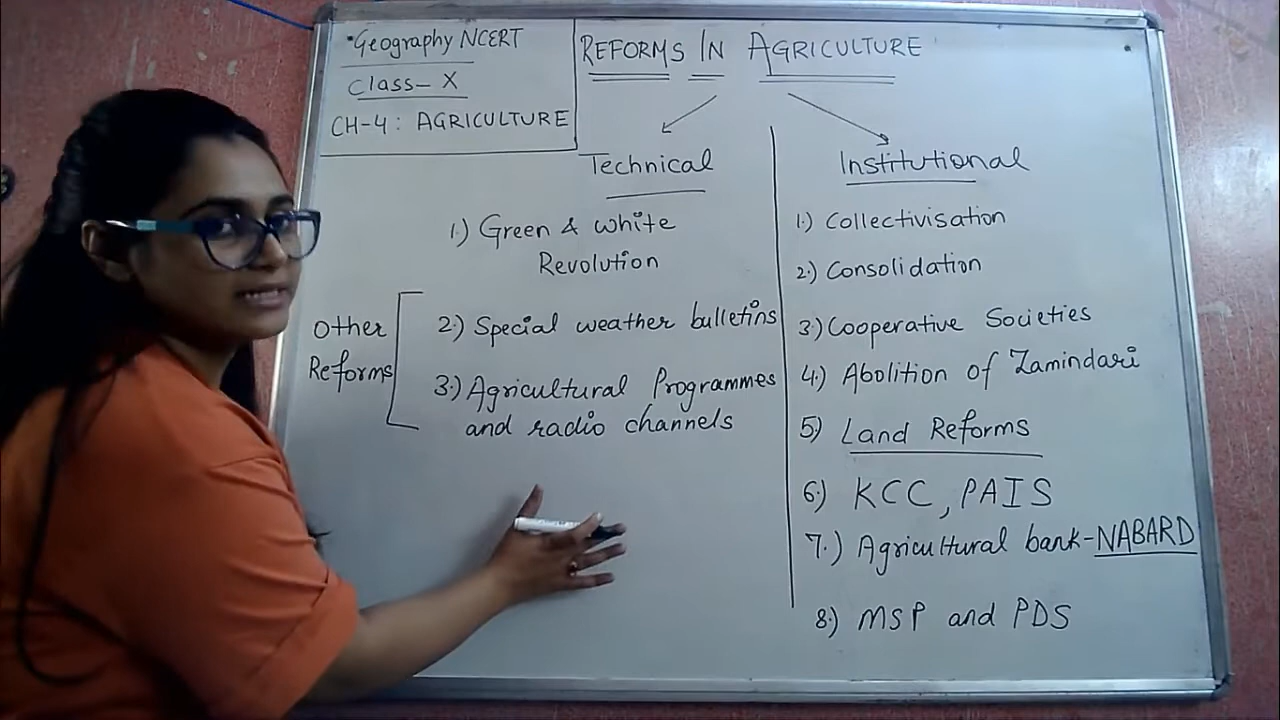 Geography NCERT
Class-X
CH-4: AGRICULTURE
REFORMS IN AGRICULTURE
Technical
1.) Green & White
Revolution
Other
Reforms
2.) Special weather bulletins
3.) Agricultural Programmes
and radio channels
Institutional
1.) Collectivisation
2.) Consolidation
3.) Cooperative Societies
4.) Abolition of Zamindari
5) Land Reforms
6.) KCC, PAIS
7.) Agricultural bank-NABARD
8.) MSP and PDS